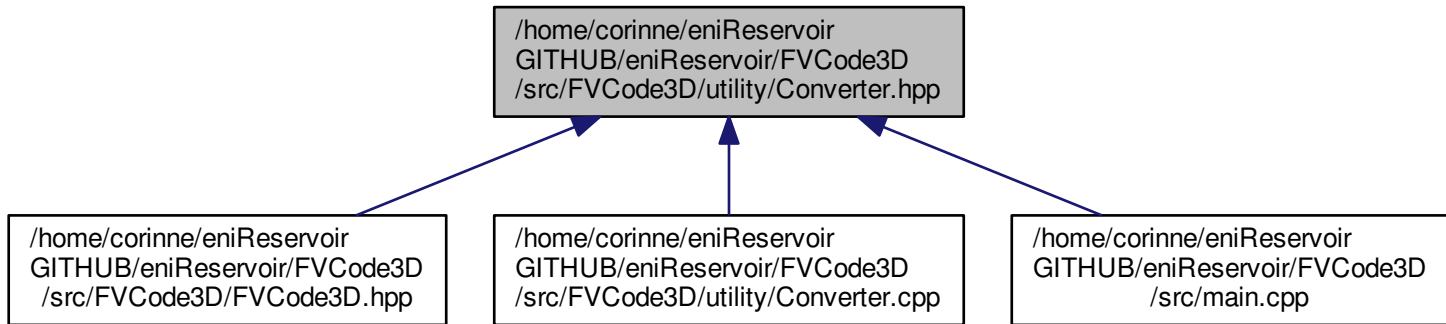 /home/corinne/eniReservoir
GITHUB/eniReservoir/FVCode3D
/src/FVCode3D/utility/Converter.hpp
/home/corinne/eniReservoir
GITHUB/eniReservoir/FVCode3D
/src/FVCode3D/FVCode3D.hpp
/home/corinne/eniReservoir
GITHUB/eniReservoir/FVCode3D
/src/FVCode3D/utility/Converter.cpp
/home/corinne/eniReservoir
GITHUB/eniReservoir/FVCode3D
/src/main.cpp